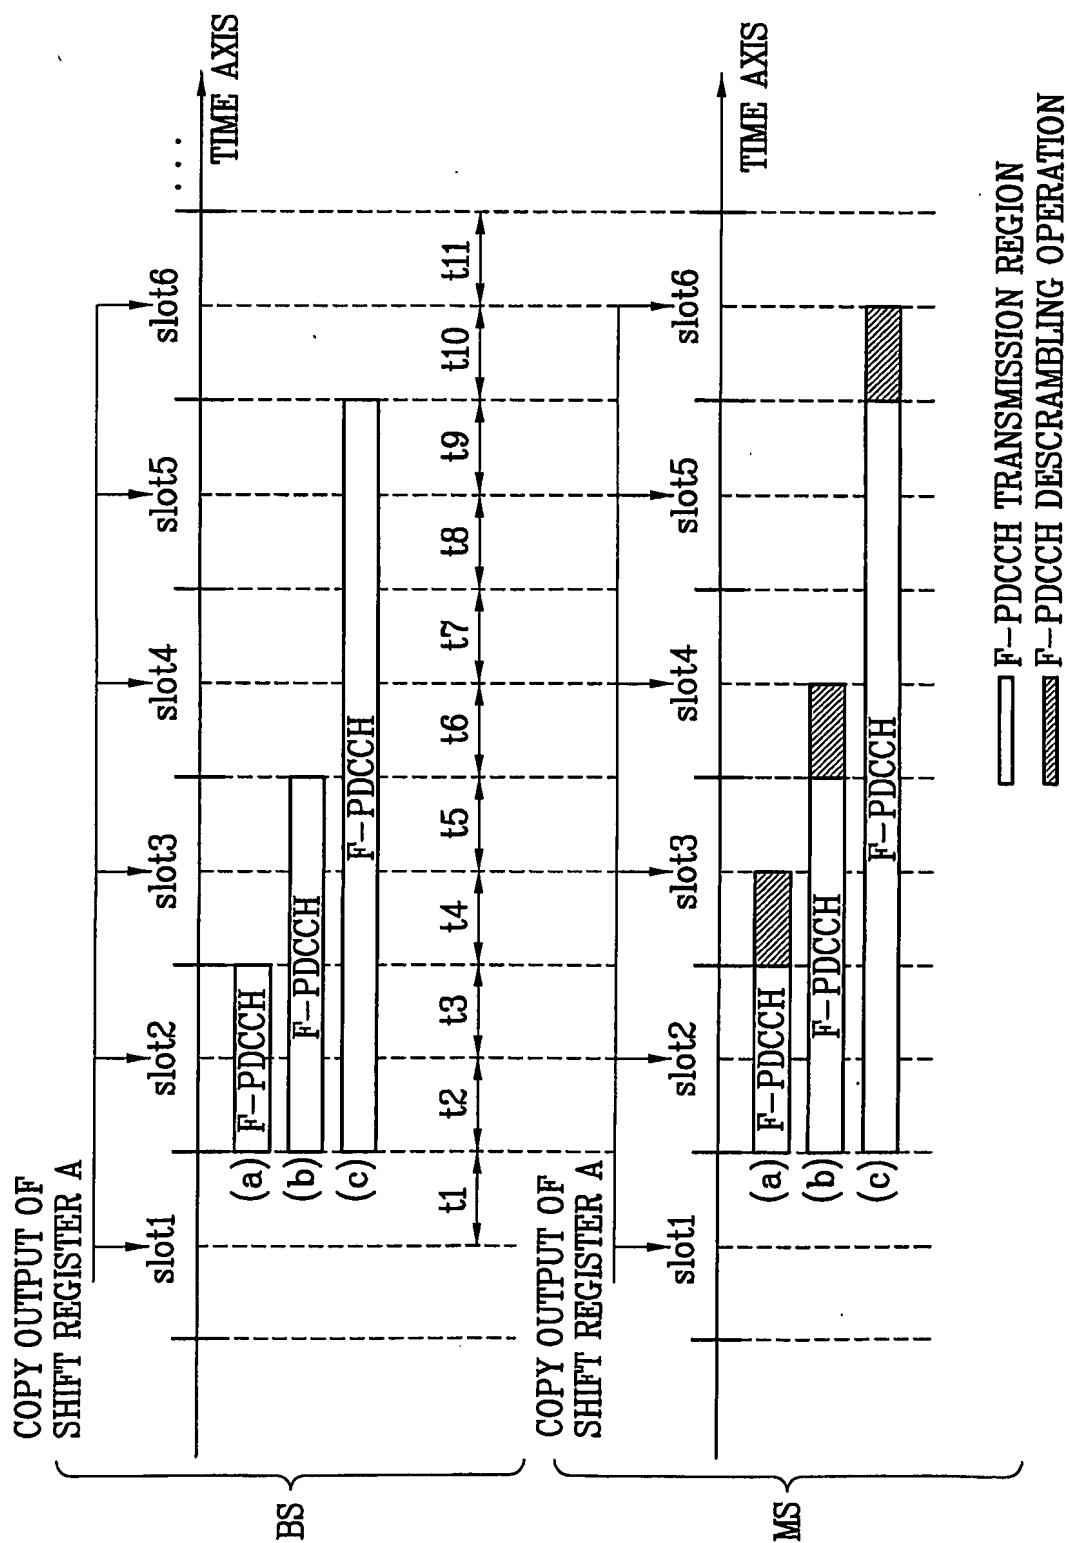 COPY OUTPUT OF
SHIFT REGISTER A
slot1
slot2
slot3
slot4
slot5
slot6
. . .
TIME AXIS
(a)
F-PDCCH
(b)
F-PDCCH
(c)
F-PDCCH
BS
t1
t2
t3
t4
t5
t6
t7
t8
t9
t10
t11
COPY OUTPUT OF
SHIFT REGISTER A
slot1
slot2
slot3
slot4
slot5
slot6
TIME AXIS
(a)
F-PDCCH
(b)
F-PDCCH
(c)
F-PDCCH
MS
F-PDCCH TRANSMISSION REGION
F-PDCCH DESCRAMBLING OPERATION